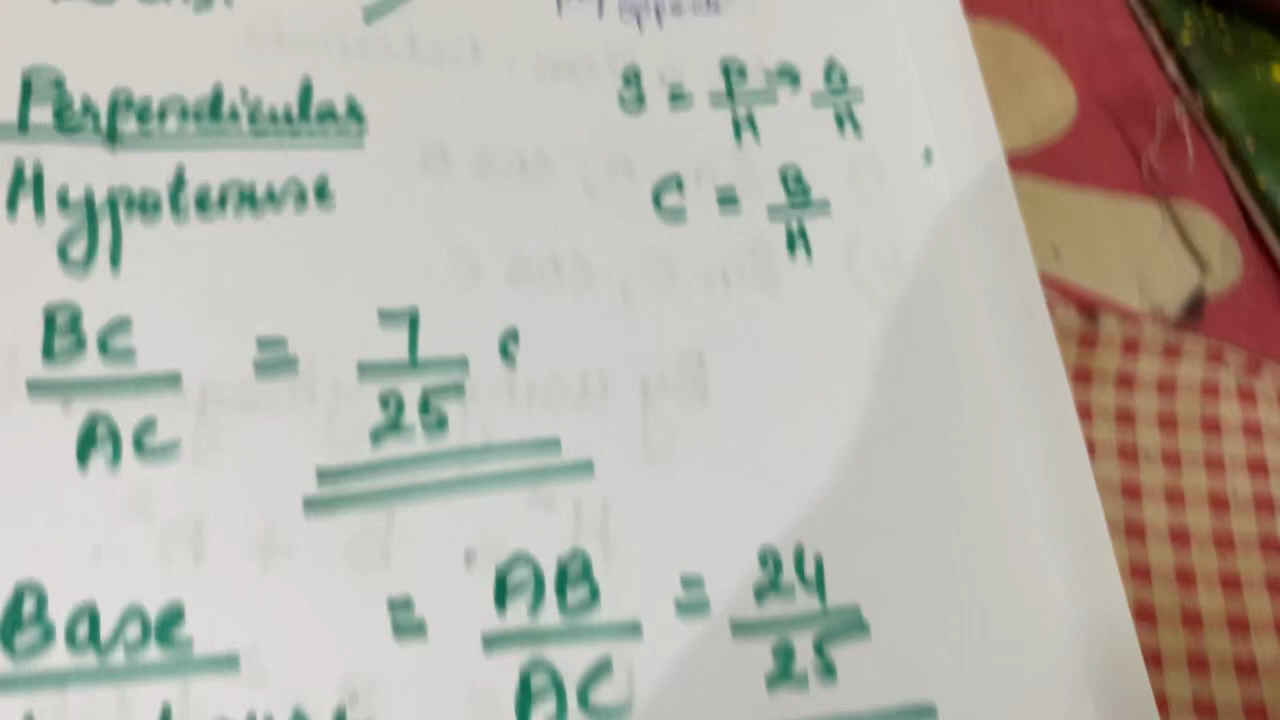 Perpendicular
Hypotenuse
S = P/H → O/H
C = B/H
BC/AC = 7/25
Base = AB/AC = 24/25